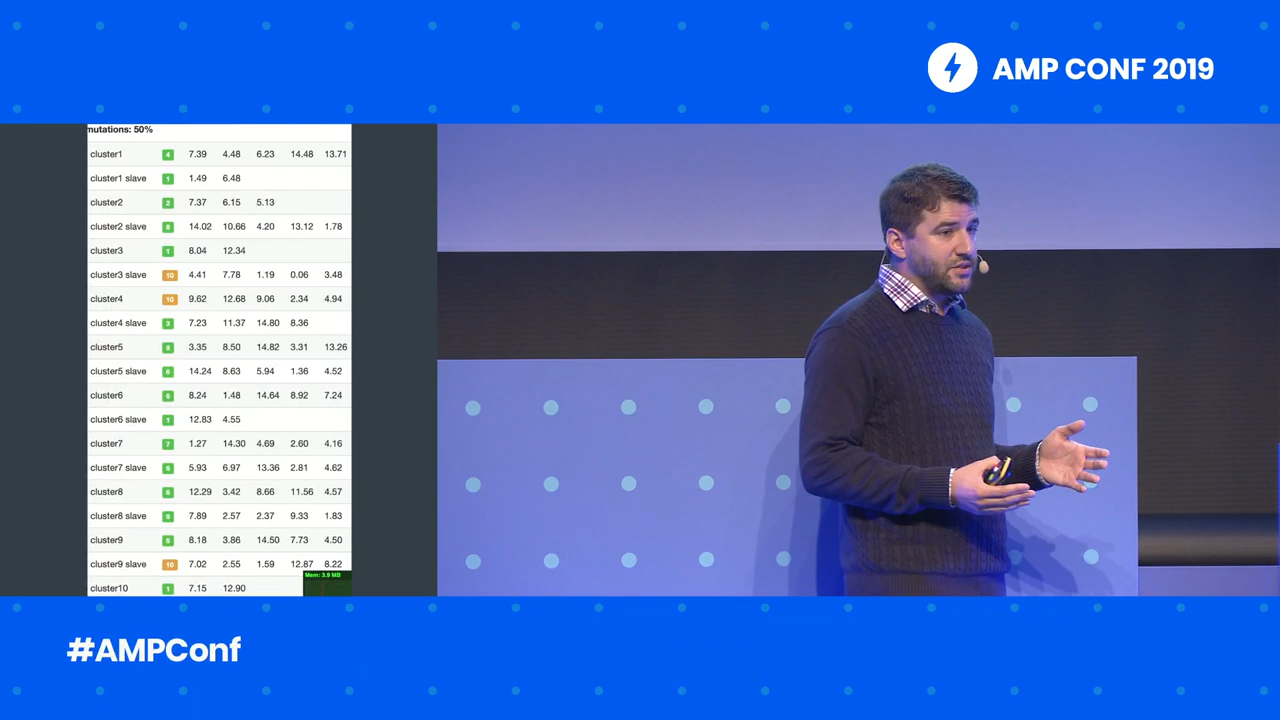 AMP CONF 2019
mutations: 50%
cluster1 4 7.39 4.48 6.23 14.48 13.71
cluster1 slave 1 1.49 6.48
cluster2 2 7.37 6.15 5.13
cluster2 slave 8 14.02 10.66 4.20 13.12 1.78
cluster3 1 8.04 12.34
cluster3 slave 10 4.41 7.78 1.19 0.06 3.48
cluster4 10 9.62 12.68 9.06 2.34 4.94
cluster4 slave 3 7.23 11.37 14.80 8.36
cluster5 8 3.35 8.50 14.82 3.31 13.26
cluster5 slave 6 14.24 8.63 5.94 1.36 4.52
cluster6 6 8.24 1.48 14.64 8.92 7.24
cluster6 slave 1 12.83 4.55
cluster7 7 1.27 14.30 4.69 2.60 4.16
cluster7 slave 9 5.93 6.97 13.36 2.81 4.62
cluster8 6 12.29 3.42 8.66 11.56 4.57
cluster8 slave 5 7.89 2.57 2.37 9.33 1.83
cluster9 6 8.18 3.86 14.50 7.73 4.50
cluster9 slave 10 7.02 2.55 1.59 12.87 8.22
Mem: 3.9 MB
cluster10 1 7.15 12.90
#AMPConf